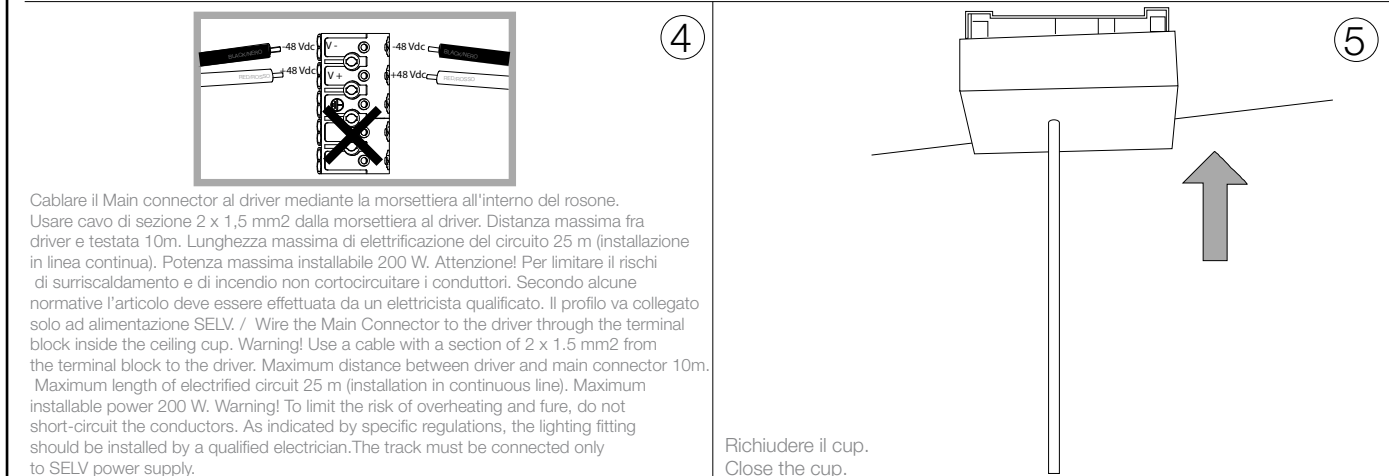 4
-48 Vdc V - -48 Vdc
BLACK/NERO BLACK/NERO
+48 Vdc V + +48 Vdc
RED/ROSSO RED/ROSSO
Cablare il Main connector al driver mediante la morsettiera all'interno del rosone.
Usare cavo di sezione 2 x 1,5 mm2 dalla morsettiera al driver. Distanza massima fra
driver e testata 10m. Lunghezza massima di elettrificazione del circuito 25 m (installazione
in linea continua). Potenza massima installabile 200 W. Attenzione! Per limitare il rischi
di surriscaldamento e di incendio non cortocircuitare i conduttori. Secondo alcune
normative l'articolo deve essere effettuata da un elettricista qualificato. Il profilo va collegato
solo ad alimentazione SELV. / Wire the Main Connector to the driver through the terminal
block inside the ceiling cup. Warning! Use a cable with a section of 2 x 1.5 mm2 from
the terminal block to the driver. Maximum distance between driver and main connector 10m.
Maximum length of electrified circuit 25 m (installation in continuous line). Maximum
installable power 200 W. Warning! To limit the risk of overheating and fure, do not
short-circuit the conductors. As indicated by specific regulations, the lighting fitting
should be installed by a qualified electrician.The track must be connected only
to SELV power supply.
5
Richiudere il cup.
Close the cup.